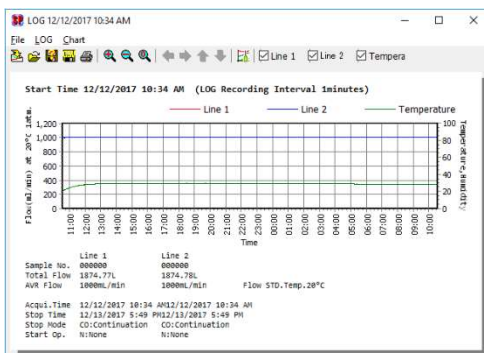 LOG 12/12/2017 10:34 AM
File LOG Chart
Line 1 Line 2 Tempera
Start Time 12/12/2017 10:34 AM (LOG Recording Interval 1minutes)
Line 1 Line 2 Temperature
Flow(ml/min) at 20°C 1atm.
1,200
1,000
800
600
400
200
0
100
80
60
40
20
0
Temperature,Humidity
11:00 12:00 13:00 14:00 15:00 16:00 17:00 18:00 19:00 20:00 21:00 22:00 23:00 00:00 01:00 02:00 03:00 04:00 05:00 06:00 07:00 08:00 09:00 10:00
Time
Line 1 Line 2
Sample No. 000000 000000
Total Flow 1874.77L 1874.78L
AVR Flow 1000mL/min 1000mL/min Flow STD.Temp.20°C
Acqui.Time 12/12/2017 10:34 AM12/12/2017 10:34 AM
Stop Time 12/13/2017 5:49 PM12/13/2017 5:49 PM
Stop Mode CO:Continuation CO:Continuation
Start Op. N:None N:None